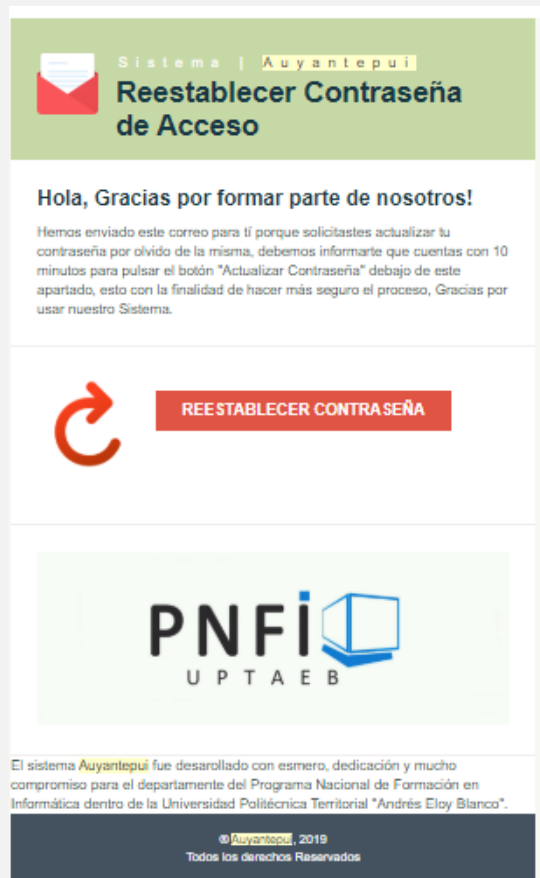 Sistema | Auyantepui
Reestablecer Contraseña
de Acceso
Hola, Gracias por formar parte de nosotros!
Hemos enviado este correo para tí porque solicitastes actualizar tu
contraseña por olvido de la misma, debemos informarte que cuentas con 10
minutos para pulsar el botón "Actualizar Contraseña" debajo de este
apartado, esto con la finalidad de hacer más seguro el proceso, Gracias por
usar nuestro Sistema.
REESTABLECER CONTRASEÑA
PNFi
UPTAEB
El sistema Auyantepui fue desarollado con esmero, dedicación y mucho
compromiso para el departamente del Programa Nacional de Formación en
Informática dentro de la Universidad Politécnica Territorial "Andrés Eloy Blanco".
©Auyantepui, 2019
Todos los derechos Reservados